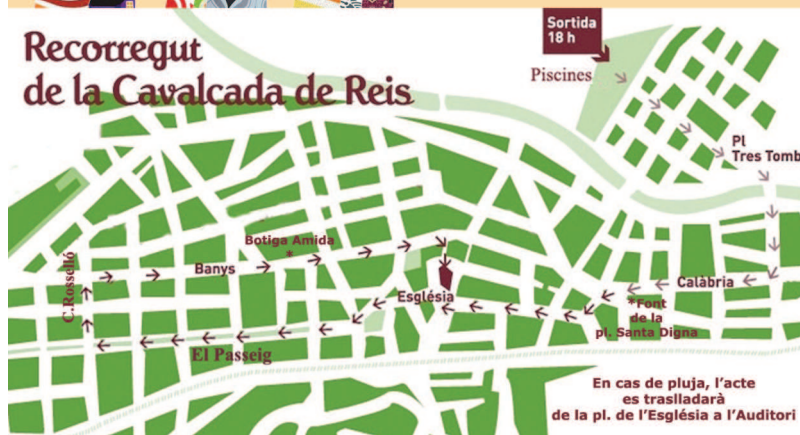 Recorregut
de la Cavalcada de Reis
Sortida
18 h
Piscines
Pl
Tres Tomb
Botiga Amida
*
Banys
C.Rosselló
Església
Calàbria
*Font
de la
pl. Santa Digna
El Passeig
En cas de pluja, l'acte
es traslladarà
de la pl. de l'Església a l'Auditori